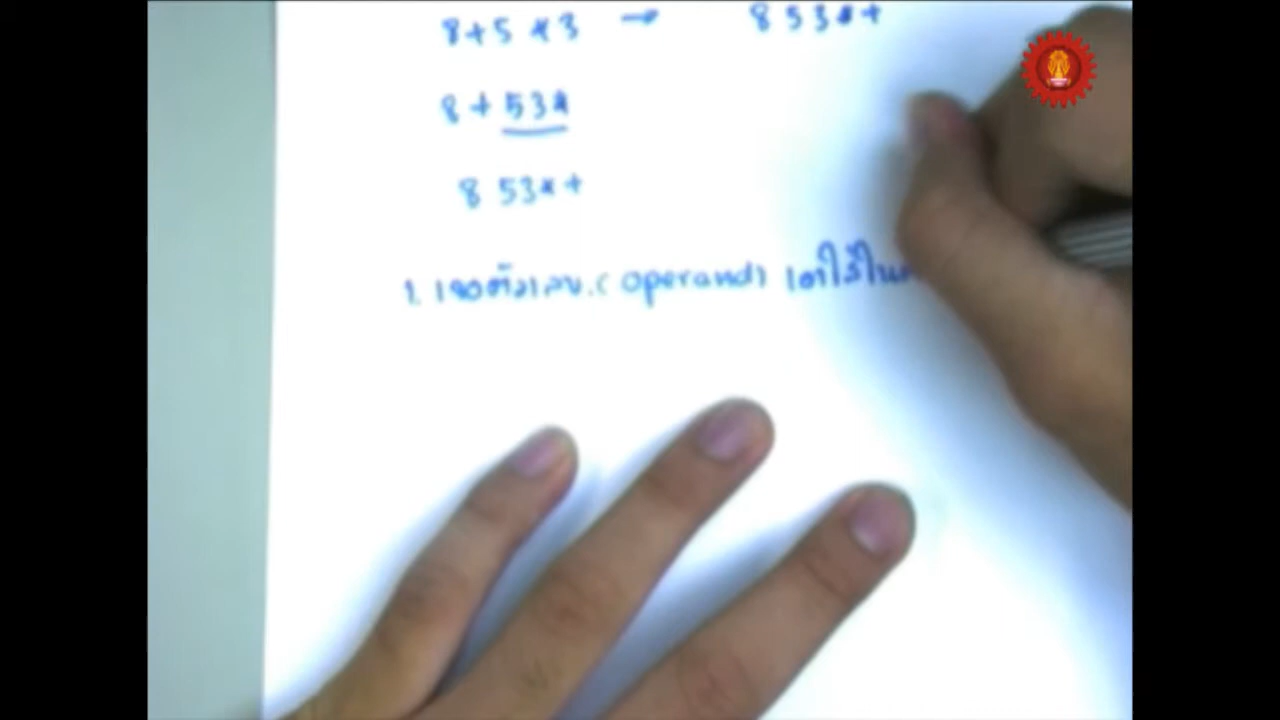 8+5*3 → 853*+
8+53*
853*+
1. เจอตัวเลข.(operand) เอาไว้ใน